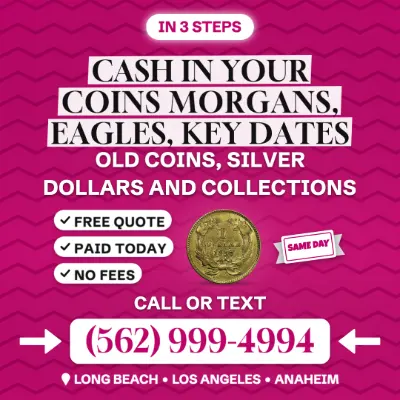 IN 3 STEPS
CASH IN YOUR
COINS MORGANS,
EAGLES, KEY DATES
OLD COINS, SILVER
DOLLARS AND COLLECTIONS
FREE QUOTE
PAID TODAY
NO FEES
1
SAME DAY
CALL OR TEXT
(562) 999-4994
LONG BEACH • LOS ANGELES • ANAHEIM